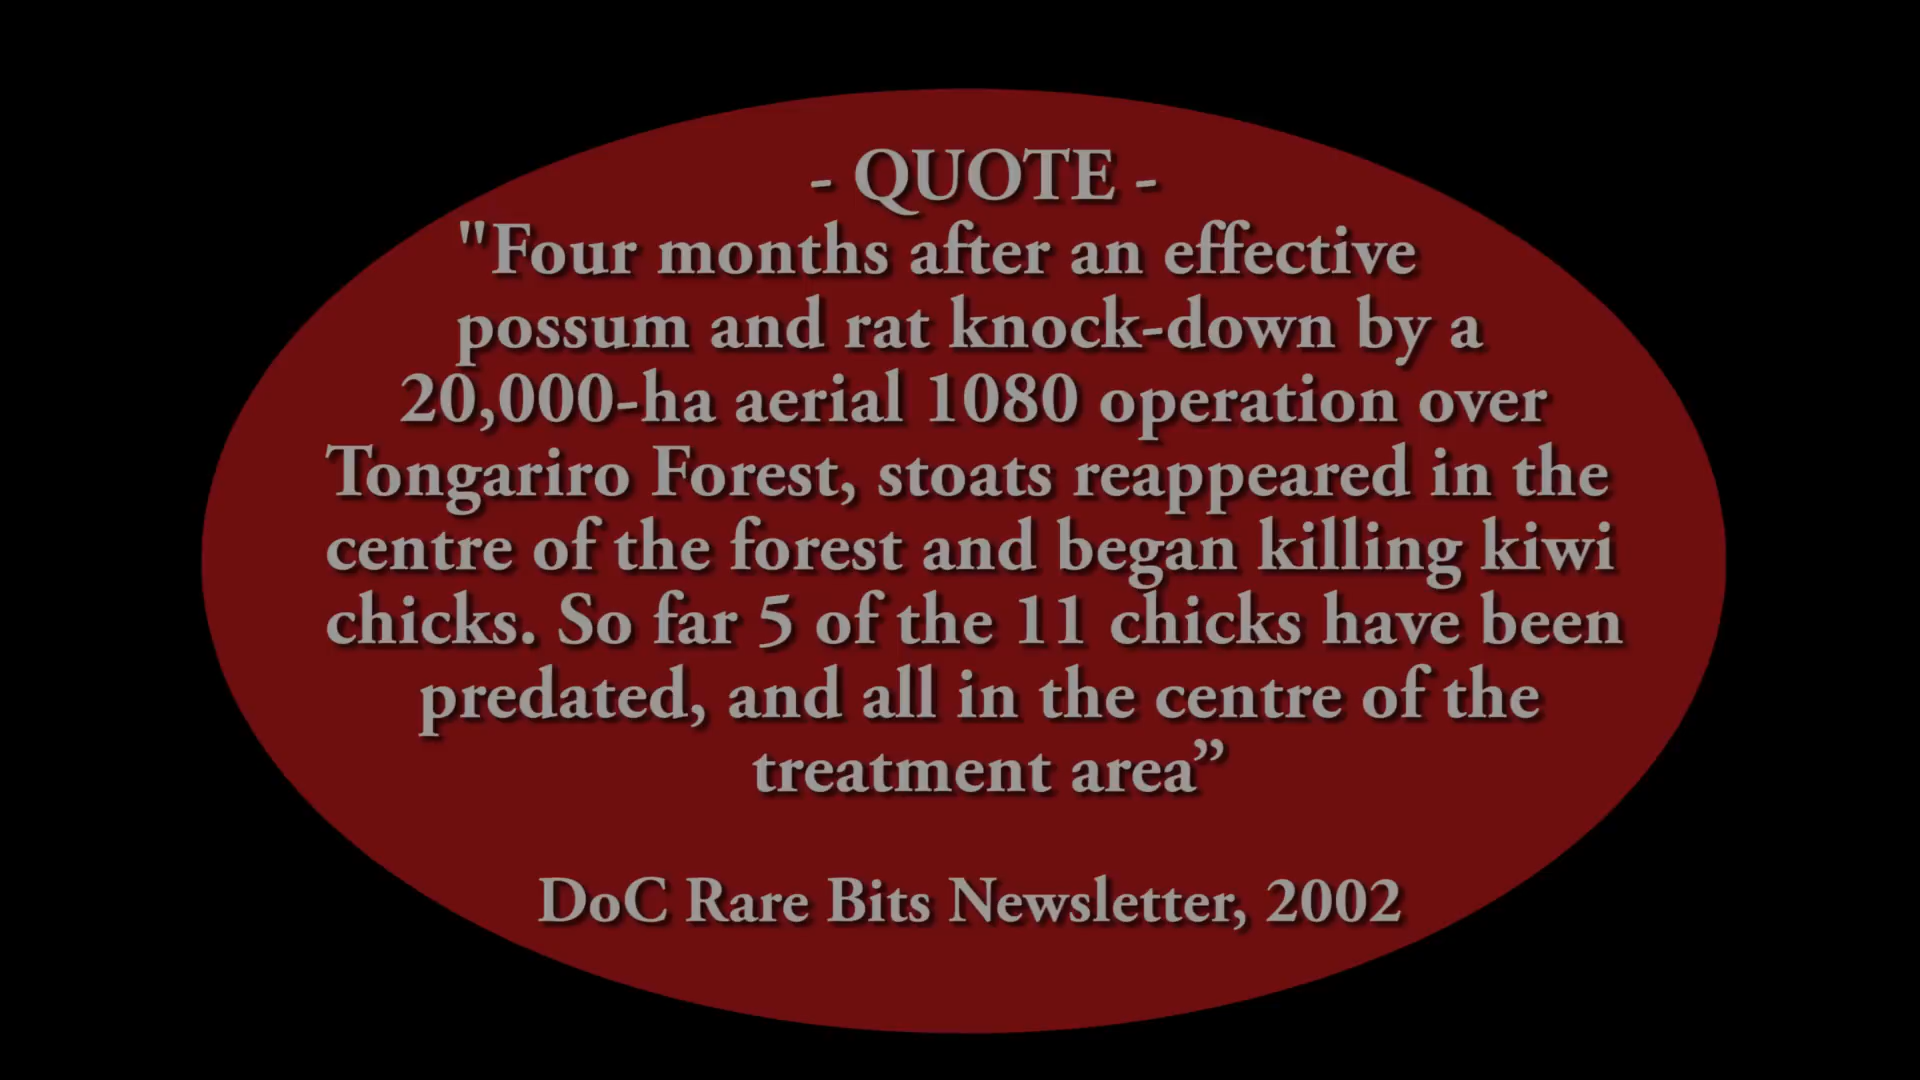 - QUOTE -
"Four months after an effective
possum and rat knock-down by a
20,000-ha aerial 1080 operation over
Tongariro Forest, stoats reappeared in the
centre of the forest and began killing kiwi
chicks. So far 5 of the 11 chicks have been
predated, and all in the centre of the
treatment area”
DoC Rare Bits Newsletter, 2002